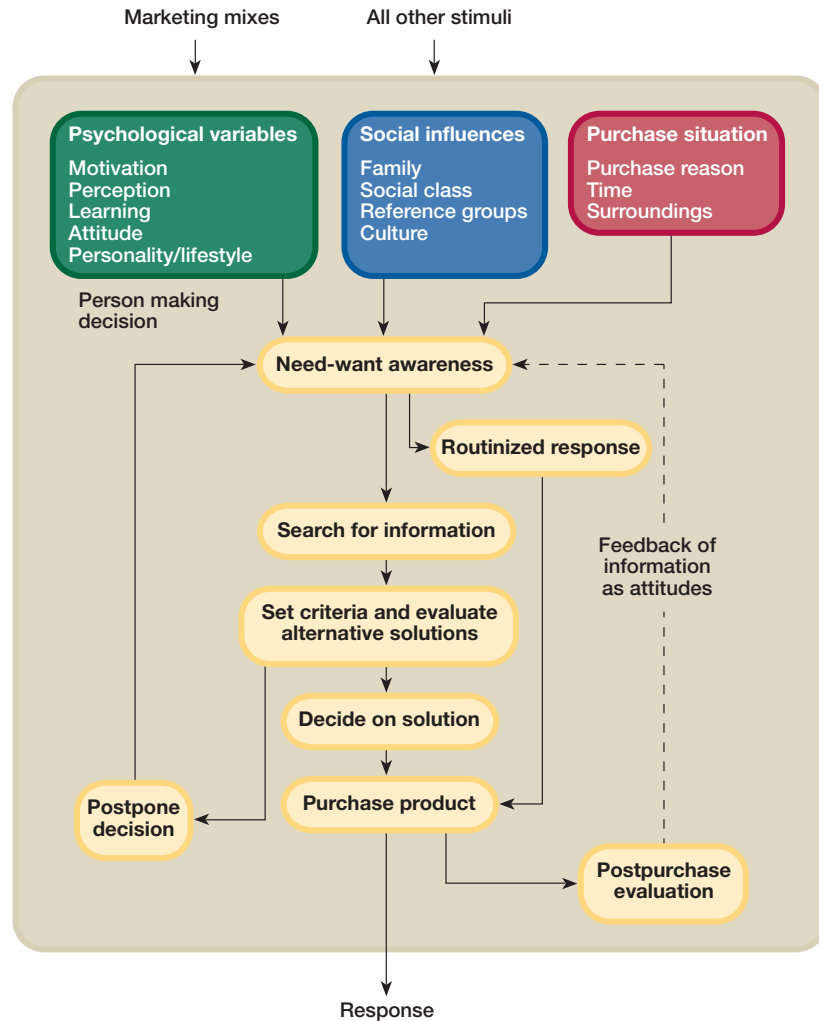 Marketing mixes
All other stimuli
Psychological variables
Motivation
Perception
Learning
Attitude
Personality/lifestyle
Social influences
Family
Social class
Reference groups
Culture
Purchase situation
Purchase reason
Time
Surroundings
Person making
decision
Need-want awareness
Routinized response
Search for information
Feedback of
information
as attitudes
Set criteria and evaluate
alternative solutions
Decide on solution
Postpone
decision
Purchase product
Postpurchase
evaluation
Response